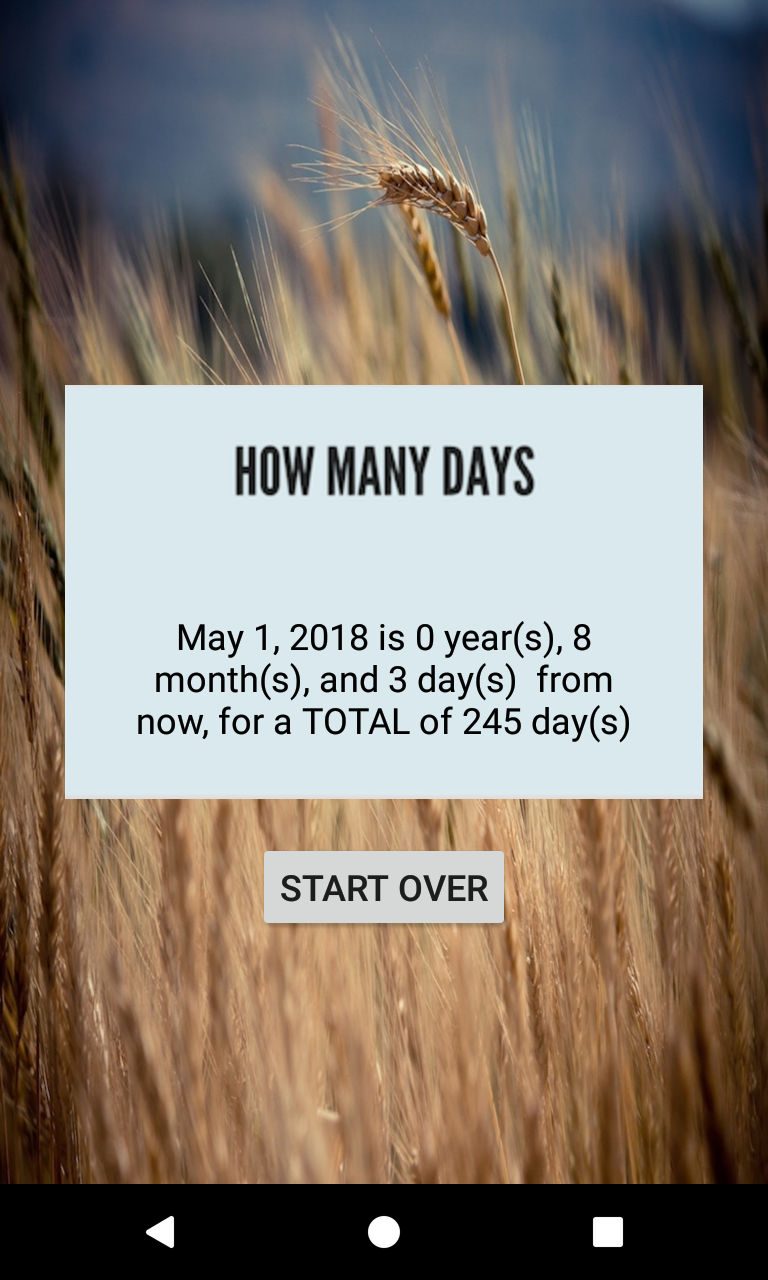 HOW MANY DAYS
May 1, 2018 is 0 year(s), 8
month(s), and 3 day(s)  from
now, for a TOTAL of 245 day(s)
START OVER